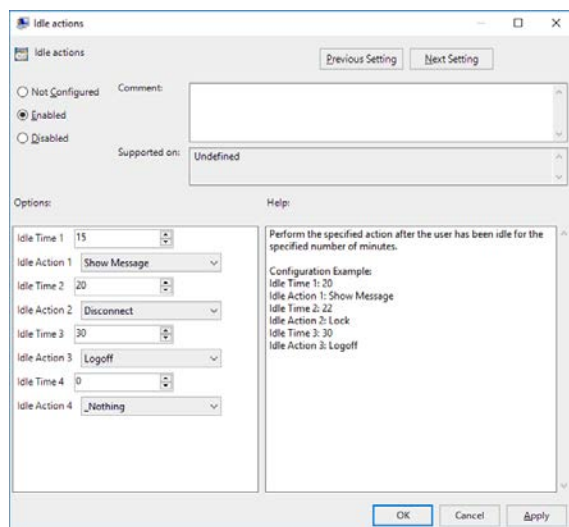 Idle actions
Idle actions
Previous Setting
Next Setting
Not Configured
Comment:
Enabled
Disabled
Supported on:
Undefined
Options:
Help:
Idle Time 1 15
Idle Action 1 Show Message
Idle Time 2 20
Idle Action 2 Disconnect
Idle Time 3 30
Idle Action 3 Logoff
Idle Time 4 0
Idle Action 4 _Nothing
Perform the specified action after the user has been idle for the
specified number of minutes.
Configuration Example:
Idle Time 1: 20
Idle Action 1: Show Message
Idle Time 2: 22
Idle Action 2: Lock
Idle Time 3: 30
Idle Action 3: Logoff
OK
Cancel
Apply